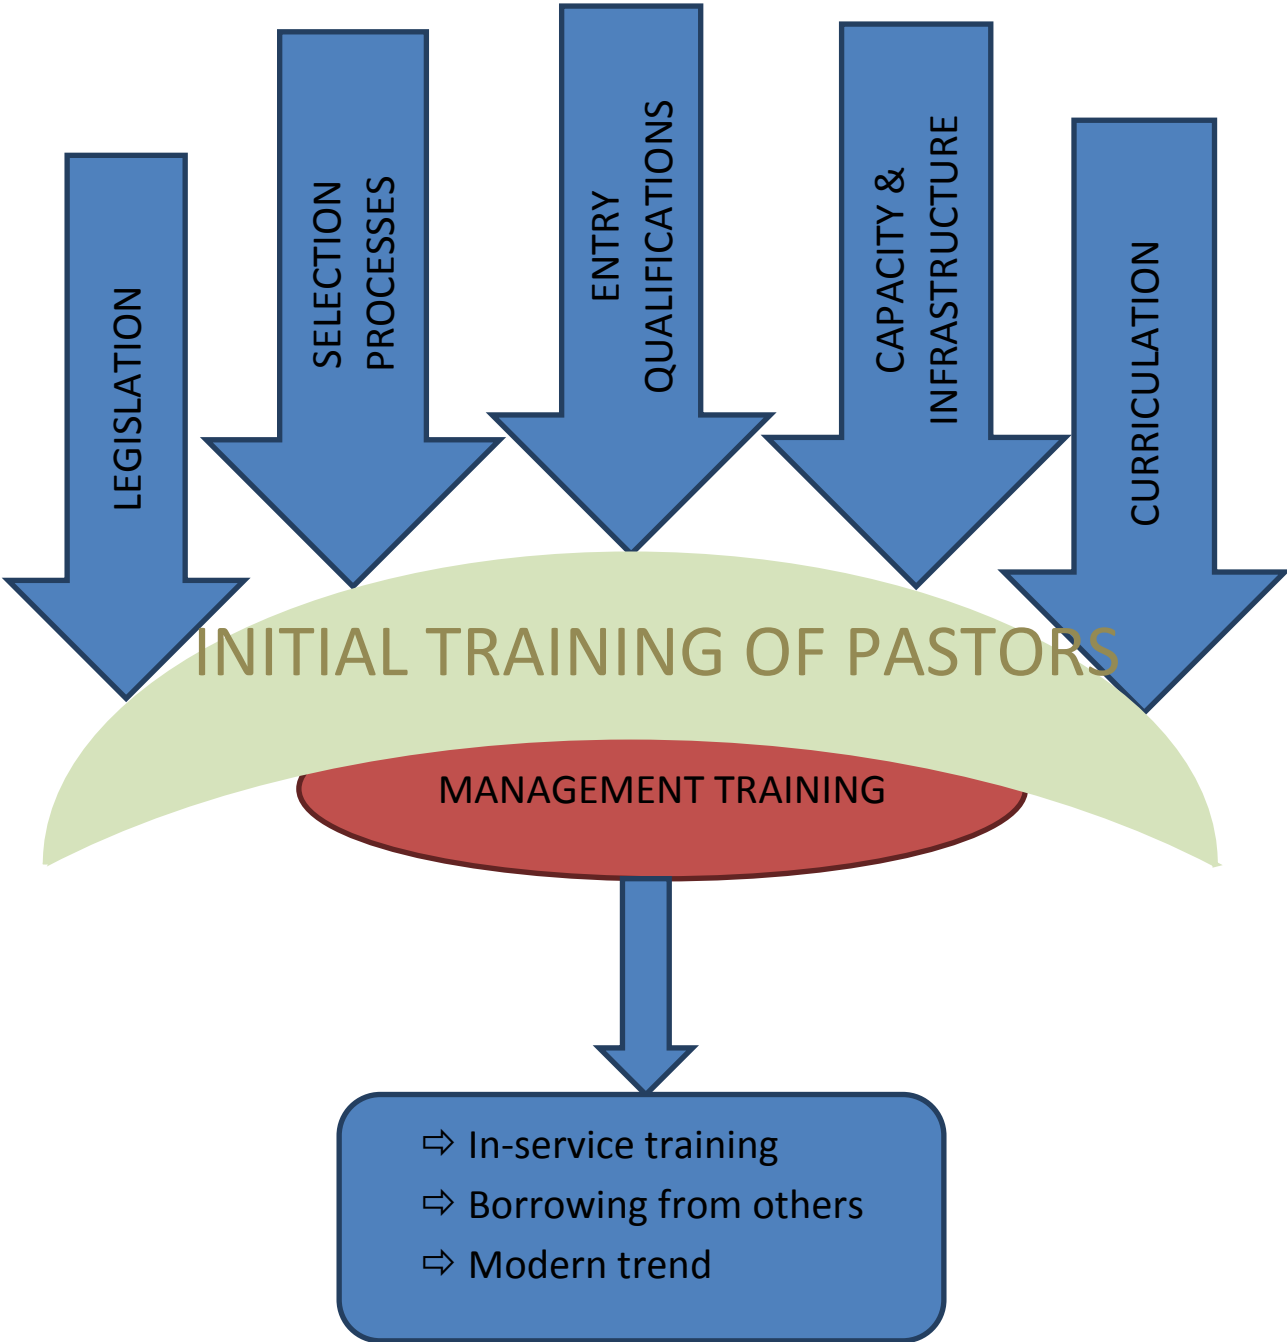 LEGISLATION
SELECTION
PROCESSES
ENTRY
QUALIFICATIONS
CAPACITY &
INFRASTRUCTURE
CURRICULATION
INITIAL TRAINING OF PASTORS
MANAGEMENT TRAINING
⇨ In-service training
⇨ Borrowing from others
⇨ Modern trend